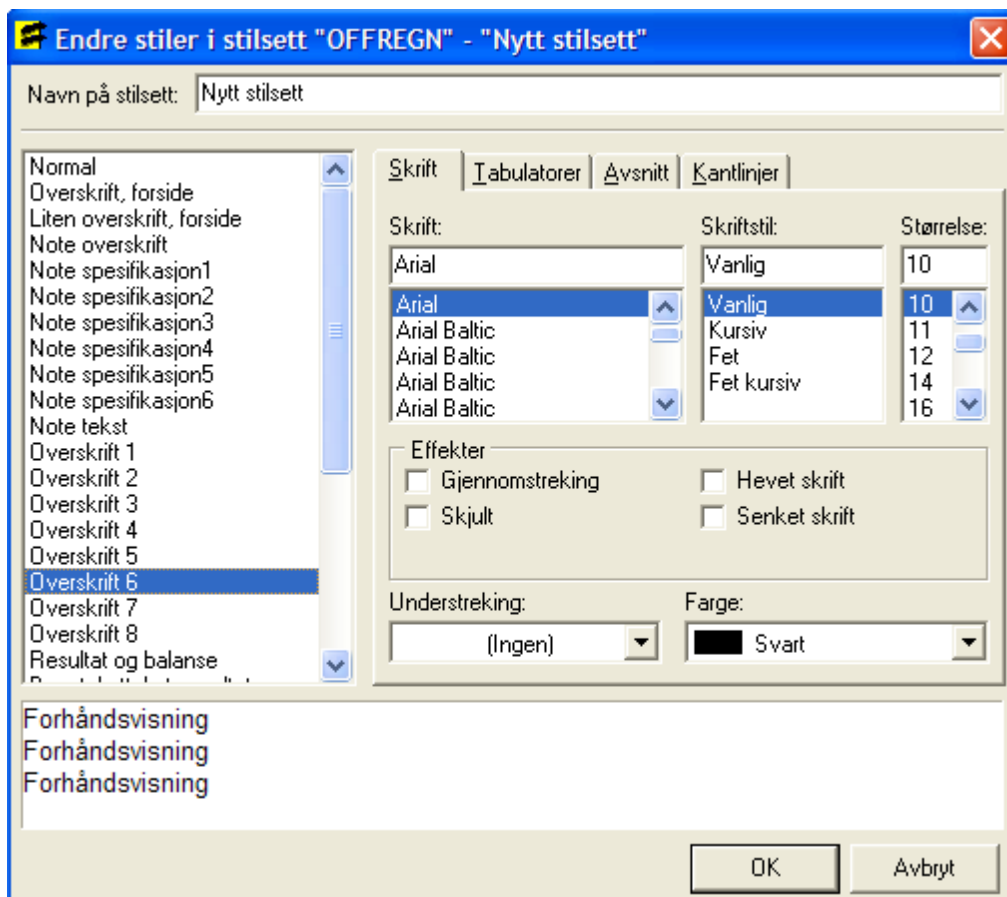 Endre stiler i stilsett "OFFREGN" - "Nytt stilsett"
Navn på stilsett: Nytt stilsett
Normal
Overskrift, forside
Liten overskrift, forside
Note overskrift
Note spesifikasjon1
Note spesifikasjon2
Note spesifikasjon3
Note spesifikasjon4
Note spesifikasjon5
Note spesifikasjon6
Note tekst
Overskrift 1
Overskrift 2
Overskrift 3
Overskrift 4
Overskrift 5
Overskrift 6
Overskrift 7
Overskrift 8
Resultat og balanse
Skrift Tabulatorer Avsnitt Kantlinjer
Skrift: Skriftstil: Størrelse:
Arial Vanlig 10
Arial Vanlig 10
Arial Baltic Kursiv 11
Arial Baltic Fet 12
Arial Baltic Fet kursiv 14
Arial Baltic 16
Effekter
Gjennomstreking Hevet skrift
Skjult Senket skrift
Understreking: Farge:
(Ingen) Svart
Forhåndsvisning
Forhåndsvisning
Forhåndsvisning
OK Avbryt